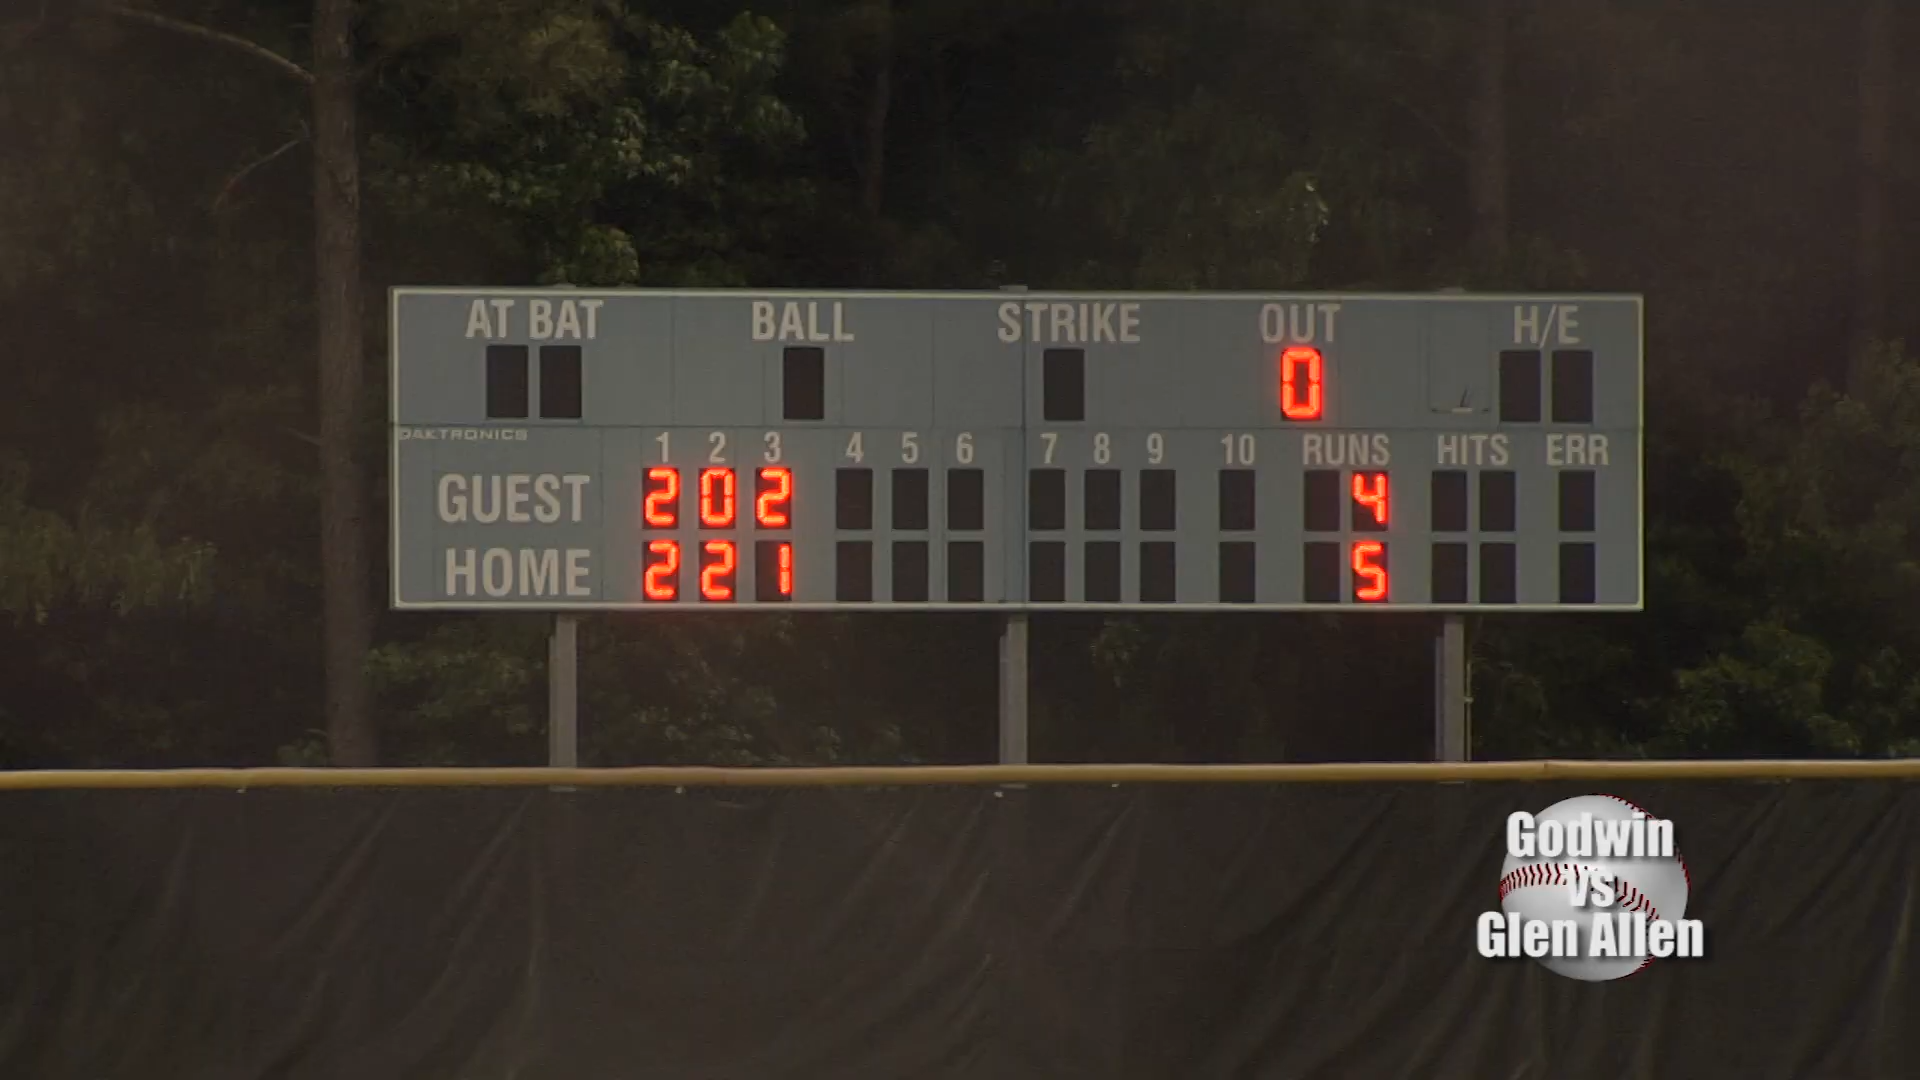 AT BAT BALL STRIKE OUT H/E
0
DAKTRONICS
1 2 3 4 5 6 7 8 9 10 RUNS HITS ERR
GUEST 2 0 2 4
HOME 2 2 1 5
Godwin
vs
Glen Allen